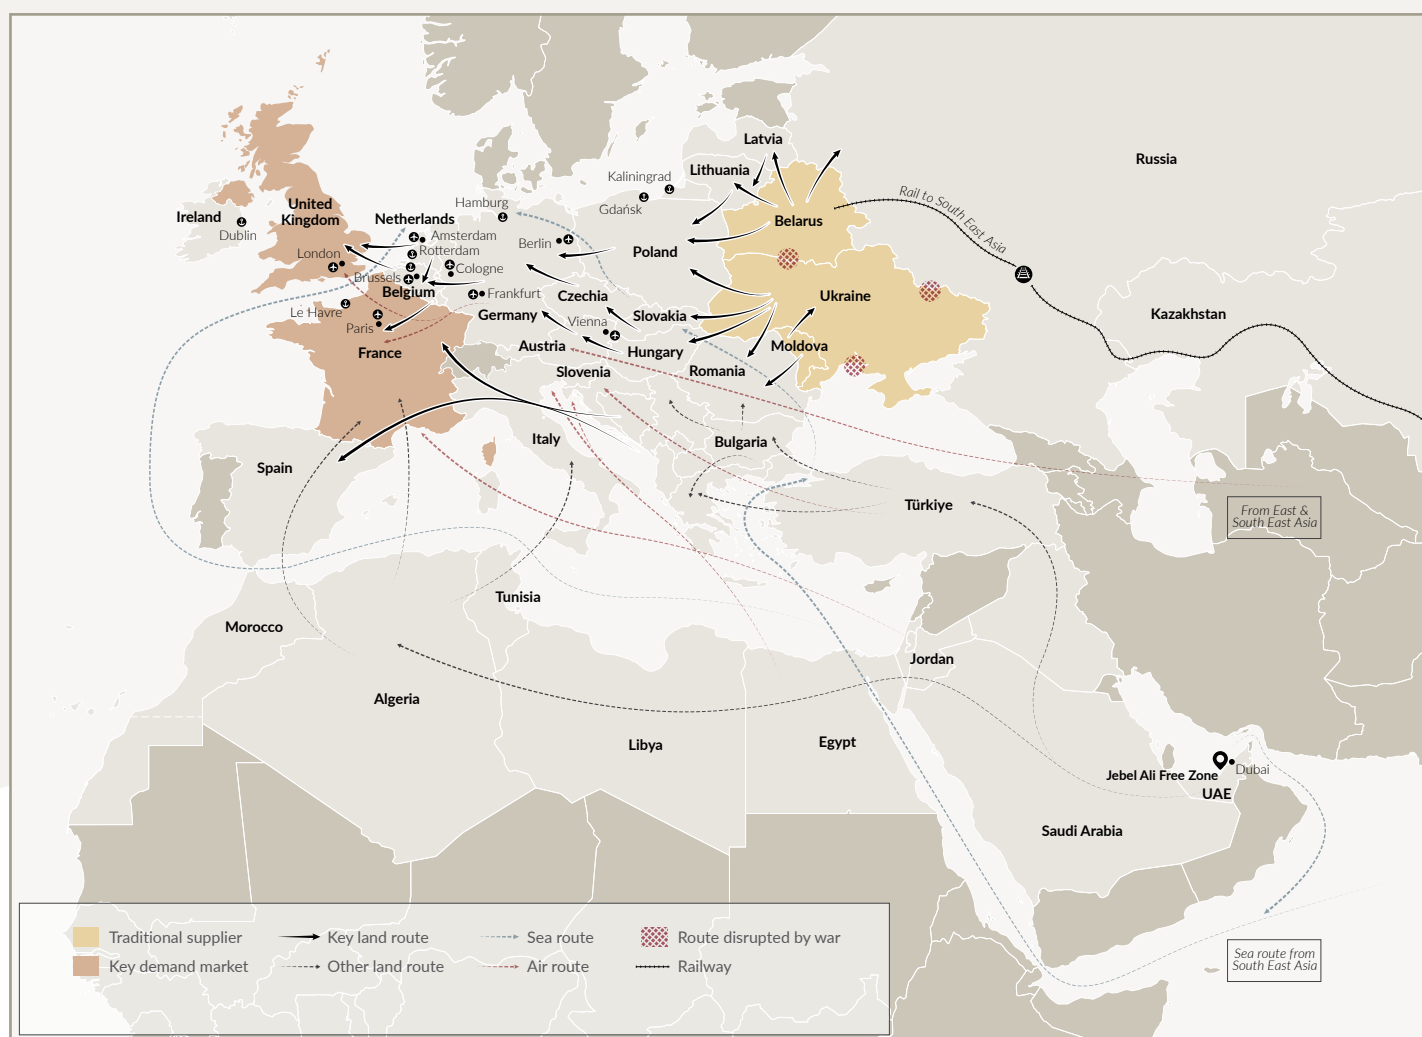 Latvia
Russia
Lithuania
Kaliningrad
Gdańsk
Rail to South East Asia
Hamburg
United
Kingdom
Ireland
Dublin
Netherlands
Amsterdam
Rotterdam
Belarus
Berlin
Poland
London
Brussels
Cologne
Belgium
Frankfurt
Czechia
Ukraine
Le Havre
Paris
Germany
Vienna
Slovakia
Kazakhstan
France
Austria
Hungary
Moldova
Slovenia
Romania
Italy
Bulgaria
Spain
Türkiye
From East &
South East Asia
Tunisia
Morocco
Jordan
Algeria
Libya
Egypt
Jebel Ali Free Zone
Dubai
UAE
Saudi Arabia
Traditional supplier
Key land route
Sea route
Route disrupted by war
Key demand market
Other land route
Air route
Railway
Sea route from
South East Asia